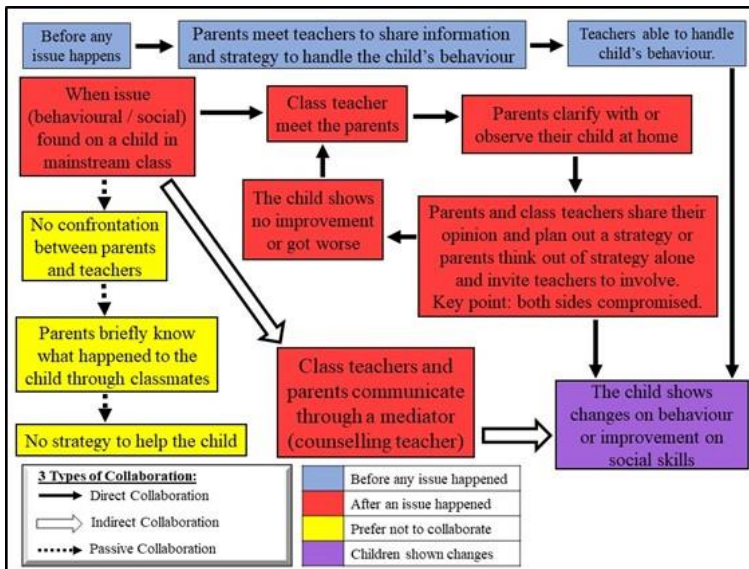 Before any
issue happens
Parents meet teachers to share information
and strategy to handle the child's behaviour
Teachers able to handle
child's behaviour.
When issue
(behavioural / social)
found on a child in
mainstream class
Class teacher
meet the parents
Parents clarify with or
observe their child at home
The child shows
no improvement
or got worse
Parents and class teachers share their
opinion and plan out a strategy or
parents think out of strategy alone
and invite teachers to involve.
Key point: both sides compromised.
No confrontation
between parents
and teachers
Parents briefly know
what happened to the
child through classmates
No strategy to help the child
Class teachers and
parents communicate
through a mediator
(counselling teacher)
The child shows
changes on behaviour
or improvement on
social skills
3 Types of Collaboration:
Direct Collaboration
Indirect Collaboration
Passive Collaboration
Before any issue happened
After an issue happened
Prefer not to collaborate
Children shown changes